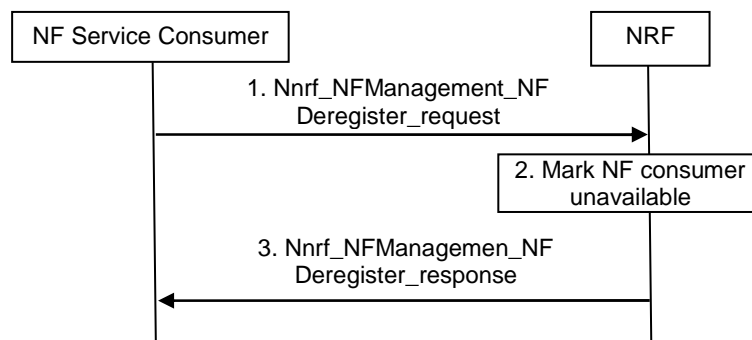 NF Service Consumer
NRF
1. Nnrf_NFManagement_NF
Deregister_request
2. Mark NF consumer
unavailable
3. Nnrf_NFManagemen_NF
Deregister_response